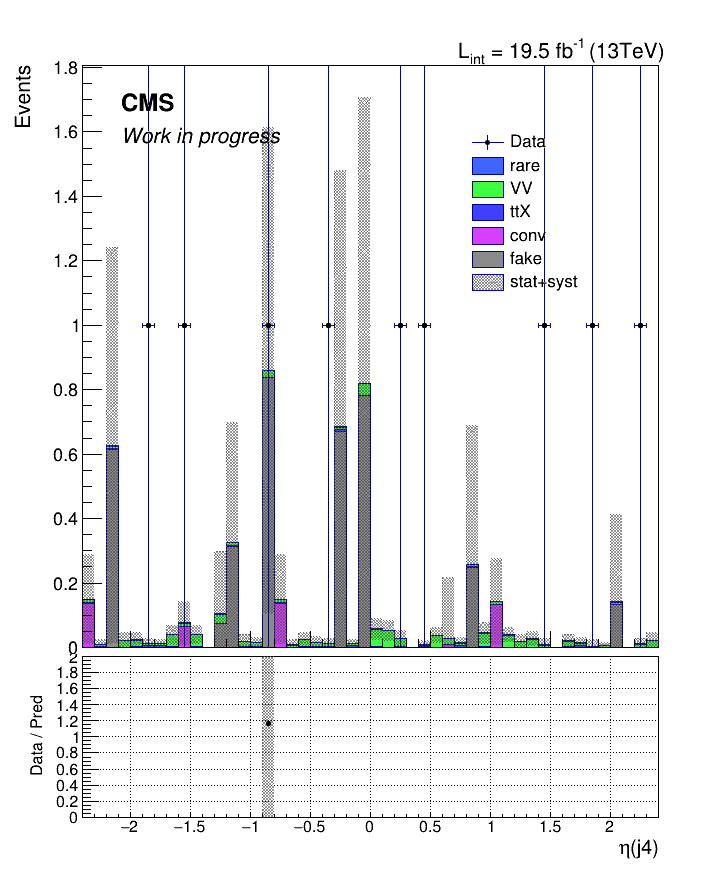 L_int = 19.5 fb⁻¹ (13TeV)
Events
CMS
Work in progress
Data
rare
VV
ttX
conv
fake
stat+syst
1.8
1.6
1.4
1.2
1
0.8
0.6
0.4
0.2
0
Data / Pred
2
1.8
1.6
1.4
1.2
1
0.8
0.6
0.4
0.2
0
−2 −1.5 −1 −0.5 0 0.5 1 1.5 2
η(j4)